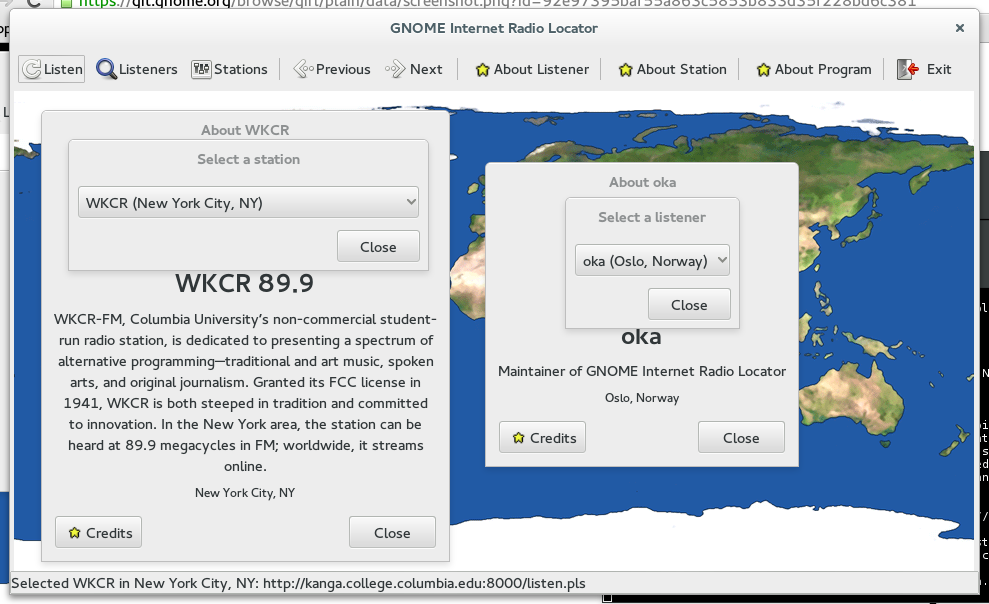 https://git.gnome.org/browse/girl/plain/data/screenshot.png?id=92e97395baf55a863c5853b833d35f228bd6c381
GNOME Internet Radio Locator
Listen Listeners Stations Previous Next About Listener About Station About Program Exit
About WKCR
Select a station
WKCR (New York City, NY)
Close
WKCR 89.9
WKCR-FM, Columbia University's non-commercial student-
run radio station, is dedicated to presenting a spectrum of
alternative programming—traditional and art music, spoken
arts, and original journalism. Granted its FCC license in
1941, WKCR is both steeped in tradition and committed
to innovation. In the New York area, the station can be
heard at 89.9 megacycles in FM; worldwide, it streams
online.
New York City, NY
Credits Close
About oka
Select a listener
oka (Oslo, Norway)
Close
oka
Maintainer of GNOME Internet Radio Locator
Oslo, Norway
Credits Close
Selected WKCR in New York City, NY: http://kanga.college.columbia.edu:8000/listen.pls